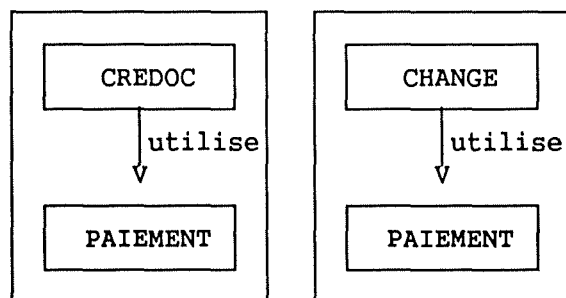 CREDOC
utilise
PAIEMENT
CHANGE
utilise
PAIEMENT